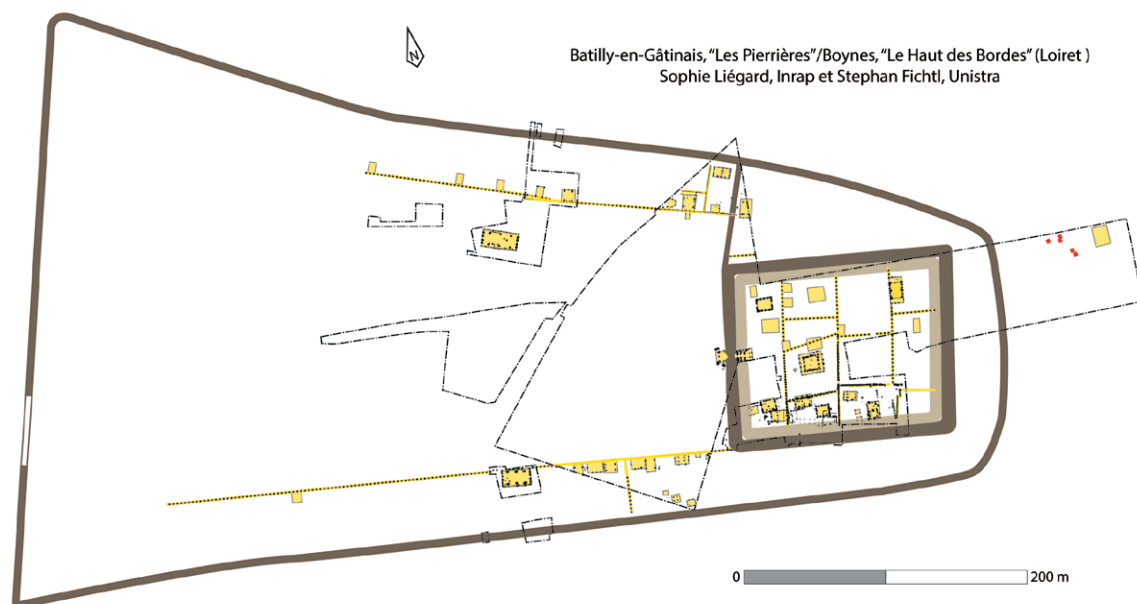 N
Batilly-en-Gâtinais, “Les Pierrières”/Boynes, “Le Haut des Bordes” (Loiret )
Sophie Liégard, Inrap et Stephan Fichtl, Unistra
0 200 m